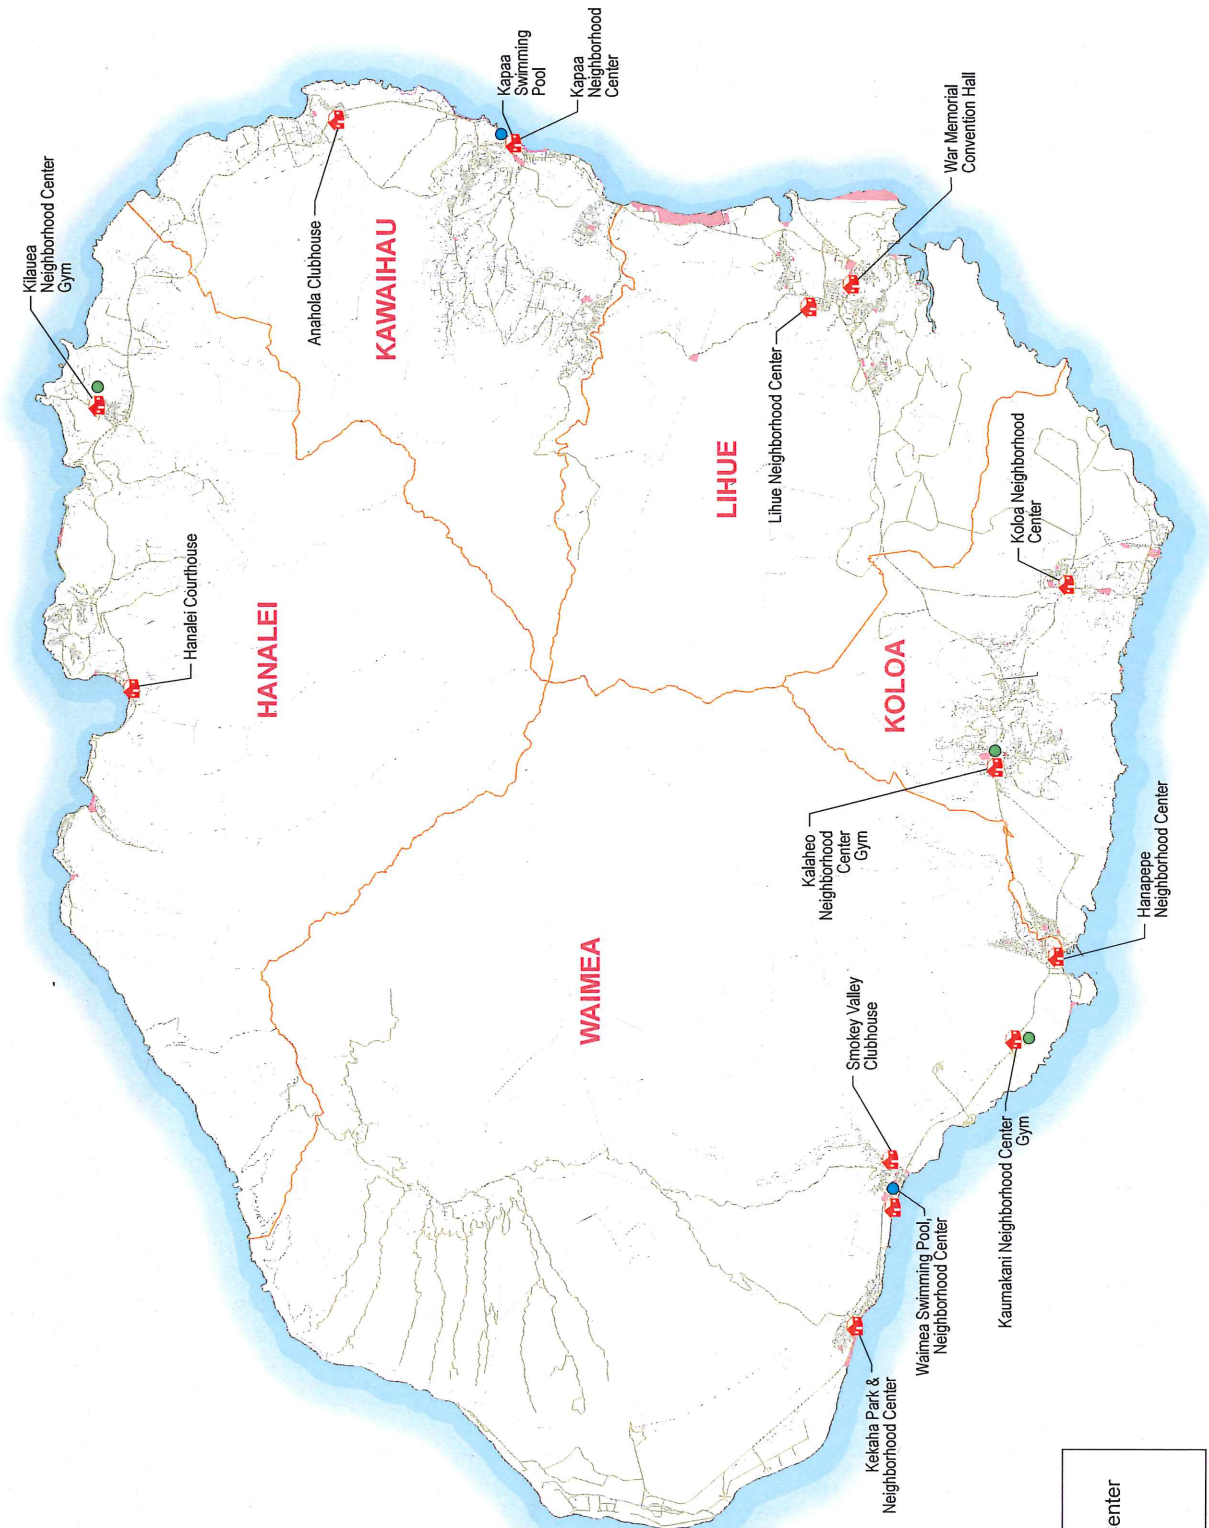 Kilauea
Neighborhood Center
Gym
Kapaa
Swimming
Pool
Kapaa
Neighborhood
Center
Anahola Clubhouse
KAWAIHAU
War Memorial
Convention Hall
Hanalei Courthouse
HANALEI
LIHUE
Lihue Neighborhood Center
Koloa Neighborhood
Center
KOLOA
Kalaheo
Neighborhood
Center
Gym
Hanapepe
Neighborhood Center
WAIMEA
Smokey Valley
Clubhouse
Kaumakani Neighborhood Center
Gym
Waimea Swimming Pool,
Neighborhood Center
Kekaha Park &
Neighborhood Center
enter